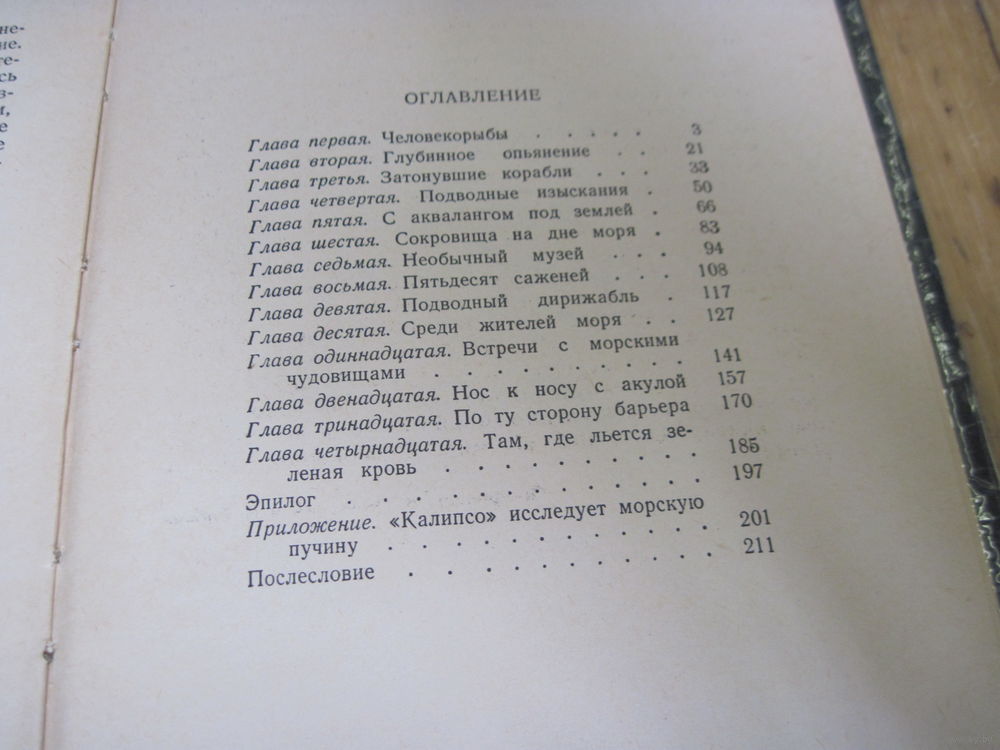 не-
ие.
те-
сь
з-
м,
е
е
ОГЛАВЛЕНИЕ
Глава первая. Человекорыбы . . . . . 3
Глава вторая. Глубинное опьянение . . 21
Глава третья. Затонувшие корабли . . . 33
Глава четвертая. Подводные изыскания . 50
Глава пятая. С аквалангом под землей . 66
Глава шестая. Сокровища на дне моря . 83
Глава седьмая. Необычный музей . . . 94
Глава восьмая. Пятьдесят саженей . . . 108
Глава девятая. Подводный дирижабль . 117
Глава десятая. Среди жителей моря . . 127
Глава одиннадцатая. Встречи с морскими
чудовищами . . . . . . . . 141
Глава двенадцатая. Нос к носу с акулой 157
Глава тринадцатая. По ту сторону барьера 170
Глава четырнадцатая. Там, где льется зе-
леная кровь . . . . . . . . 185
Эпилог . . . . . . . . . . 197
Приложение. «Калипсо» исследует морскую
пучину . . . . . . . . . . 201
Послесловие . . . . . . . . . 211